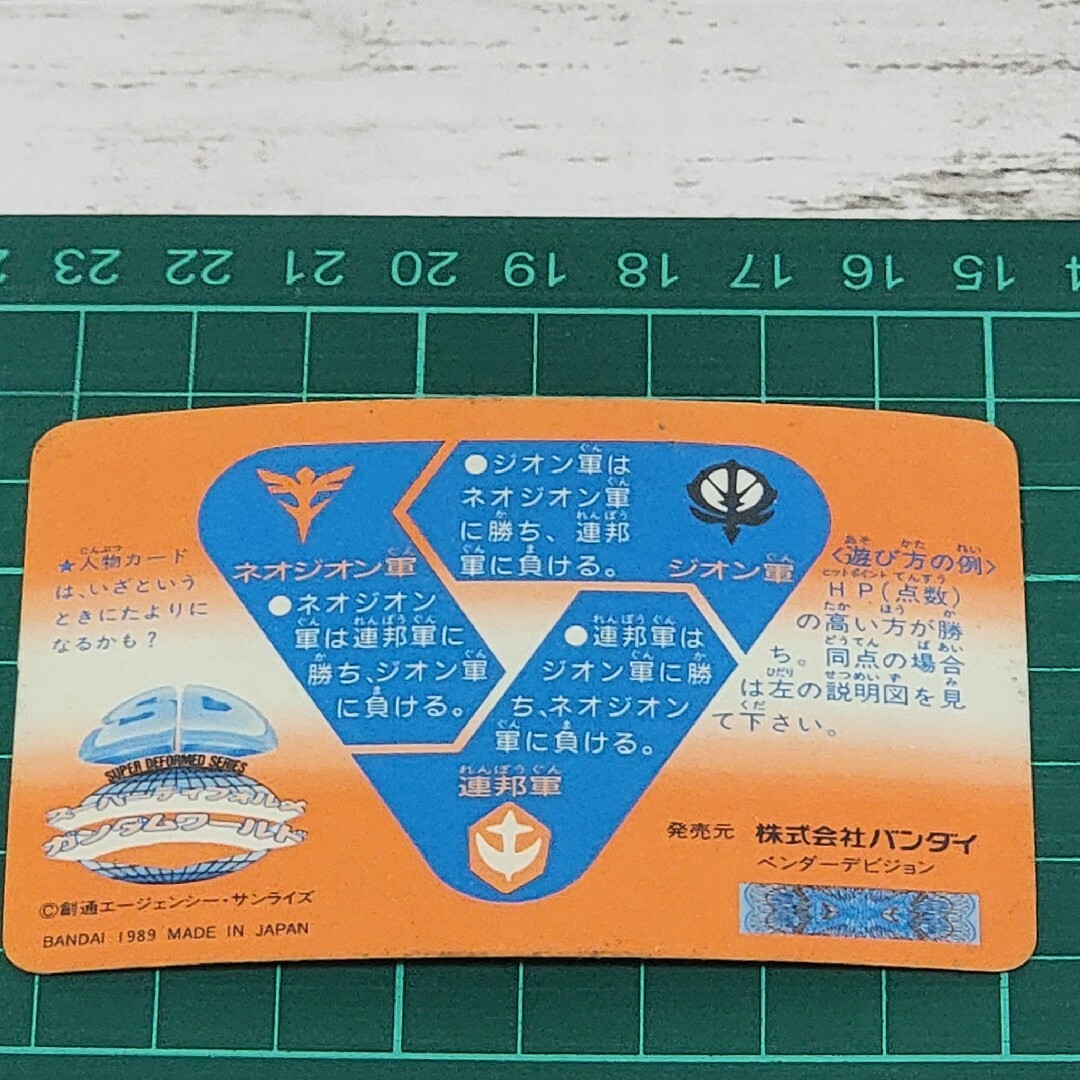 23 22 21 20 19 18 17 16 15
●ジオン軍は
ネオジオン軍
に勝ち、連邦
軍に負ける。
ネオジオン軍
ジオン軍
●ネオジオン
軍は連邦軍に
勝ち、ジオン軍
に負ける。
●連邦軍は
ジオン軍に勝
ち、ネオジオン
軍に負ける。
連邦軍
★人物カード
は、いざという
ときにたよりに
なるかも?
<遊び方の例>
HP(点数)
の高い方が勝
ち。同点の場合
は左の説明図を見
て下さい。
SD
SUPER DEFORMED SERIES
スーパーディフォルメ
ガンダムワールド
©創通エージェンシー・サンライズ
BANDAI 1989 MADE IN JAPAN
発売元 株式会社バンダイ
ベンダーデビジョン